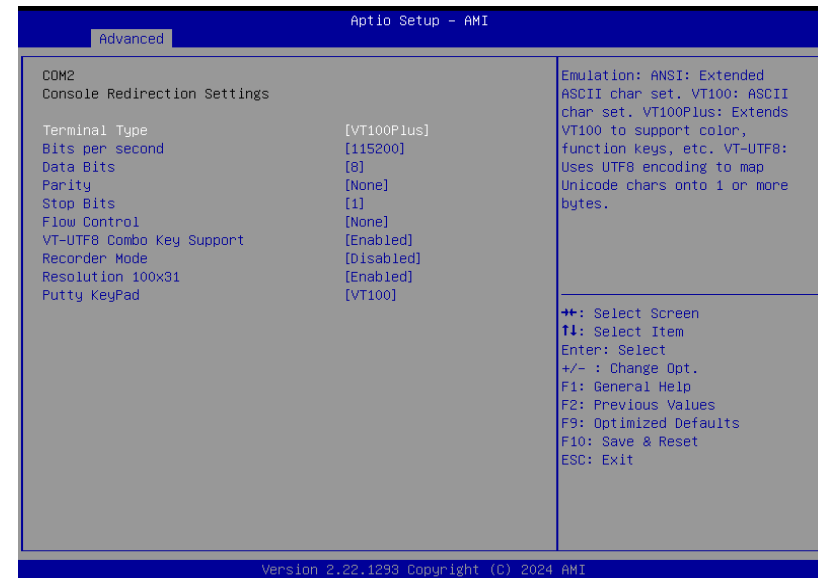 Aptio Setup – AMI
Advanced
COM2
Console Redirection Settings
Terminal Type [VT100Plus]
Bits per second [115200]
Data Bits [8]
Parity [None]
Stop Bits [1]
Flow Control [None]
VT-UTF8 Combo Key Support [Enabled]
Recorder Mode [Disabled]
Resolution 100x31 [Enabled]
Putty KeyPad [VT100]
Emulation: ANSI: Extended
ASCII char set. VT100: ASCII
char set. VT100Plus: Extends
VT100 to support color,
function keys, etc. VT-UTF8:
Uses UTF8 encoding to map
Unicode chars onto 1 or more
bytes.
→←: Select Screen
↑↓: Select Item
Enter: Select
+/- : Change Opt.
F1: General Help
F2: Previous Values
F9: Optimized Defaults
F10: Save & Reset
ESC: Exit
Version 2.22.1293 Copyright (C) 2024 AMI